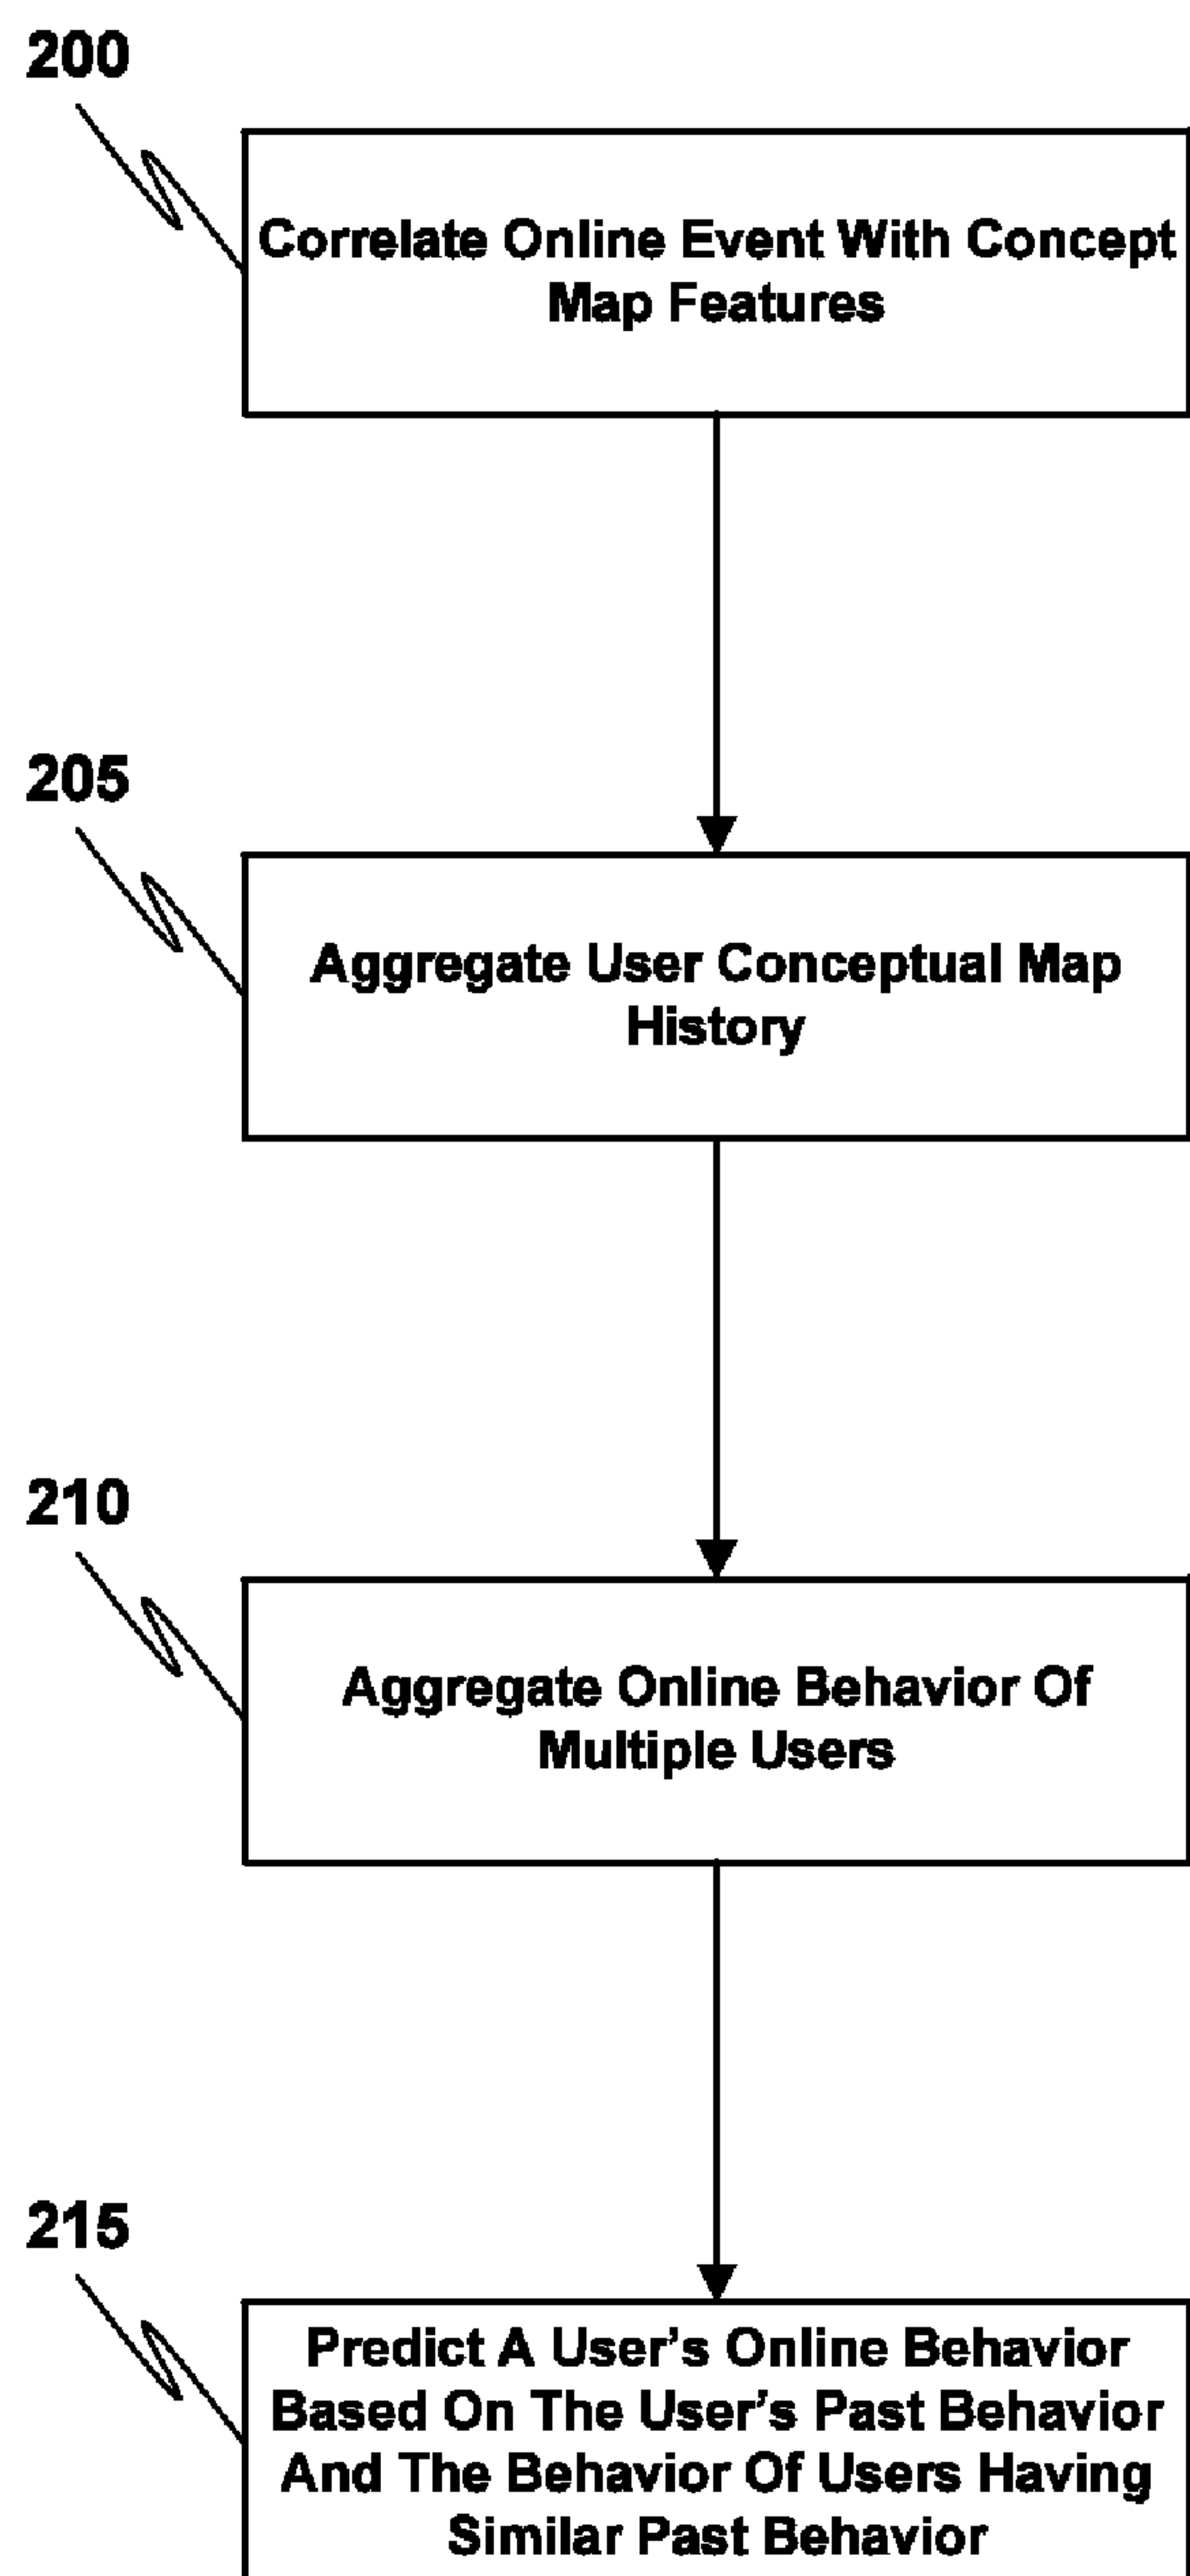 200
Correlate Online Event With Concept
Map Features
205
Aggregate User Conceptual Map
History
210
Aggregate Online Behavior Of
Multiple Users
215
Predict A User’s Online Behavior
Based On The User’s Past Behavior
And The Behavior Of Users Having
Similar Past Behavior